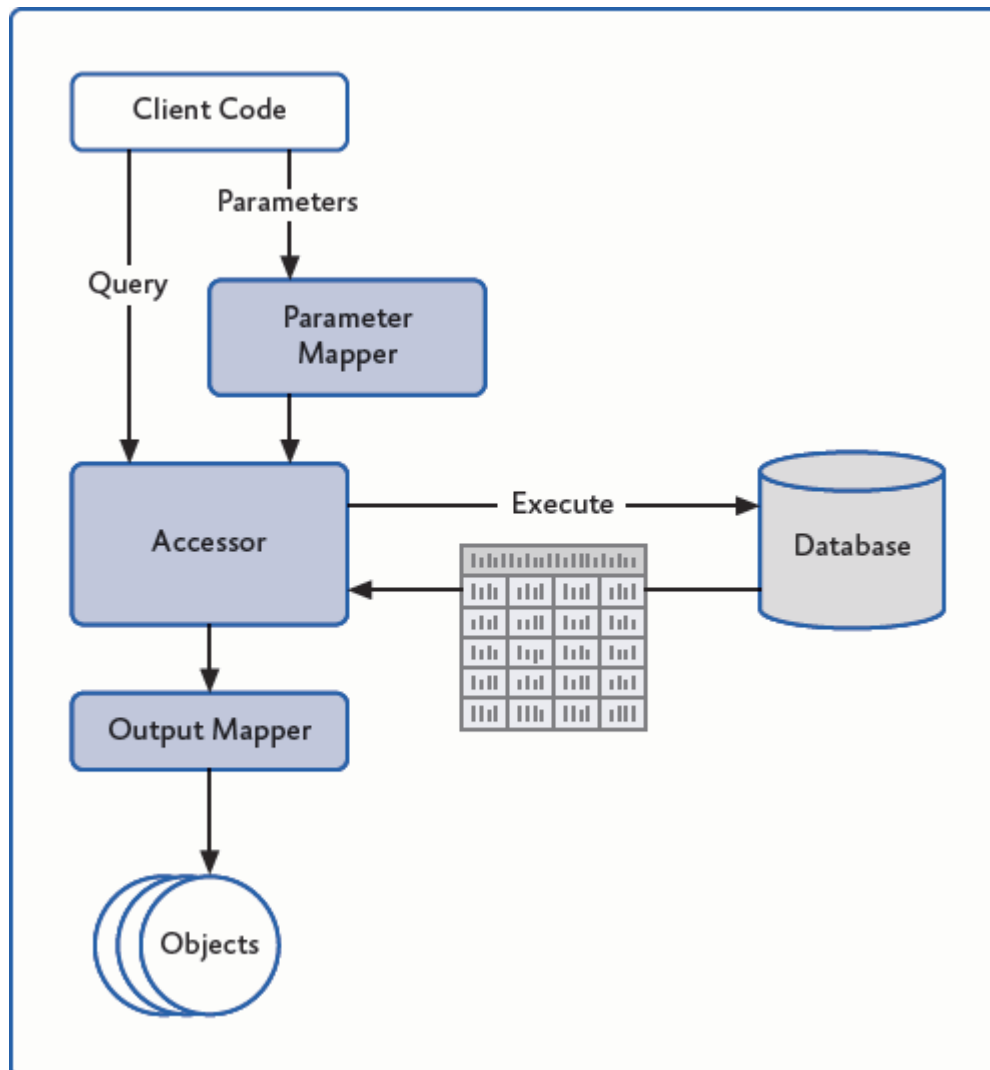 Client Code
Parameters
Query
Parameter
Mapper
Execute
Accessor
Database
Output Mapper
Objects